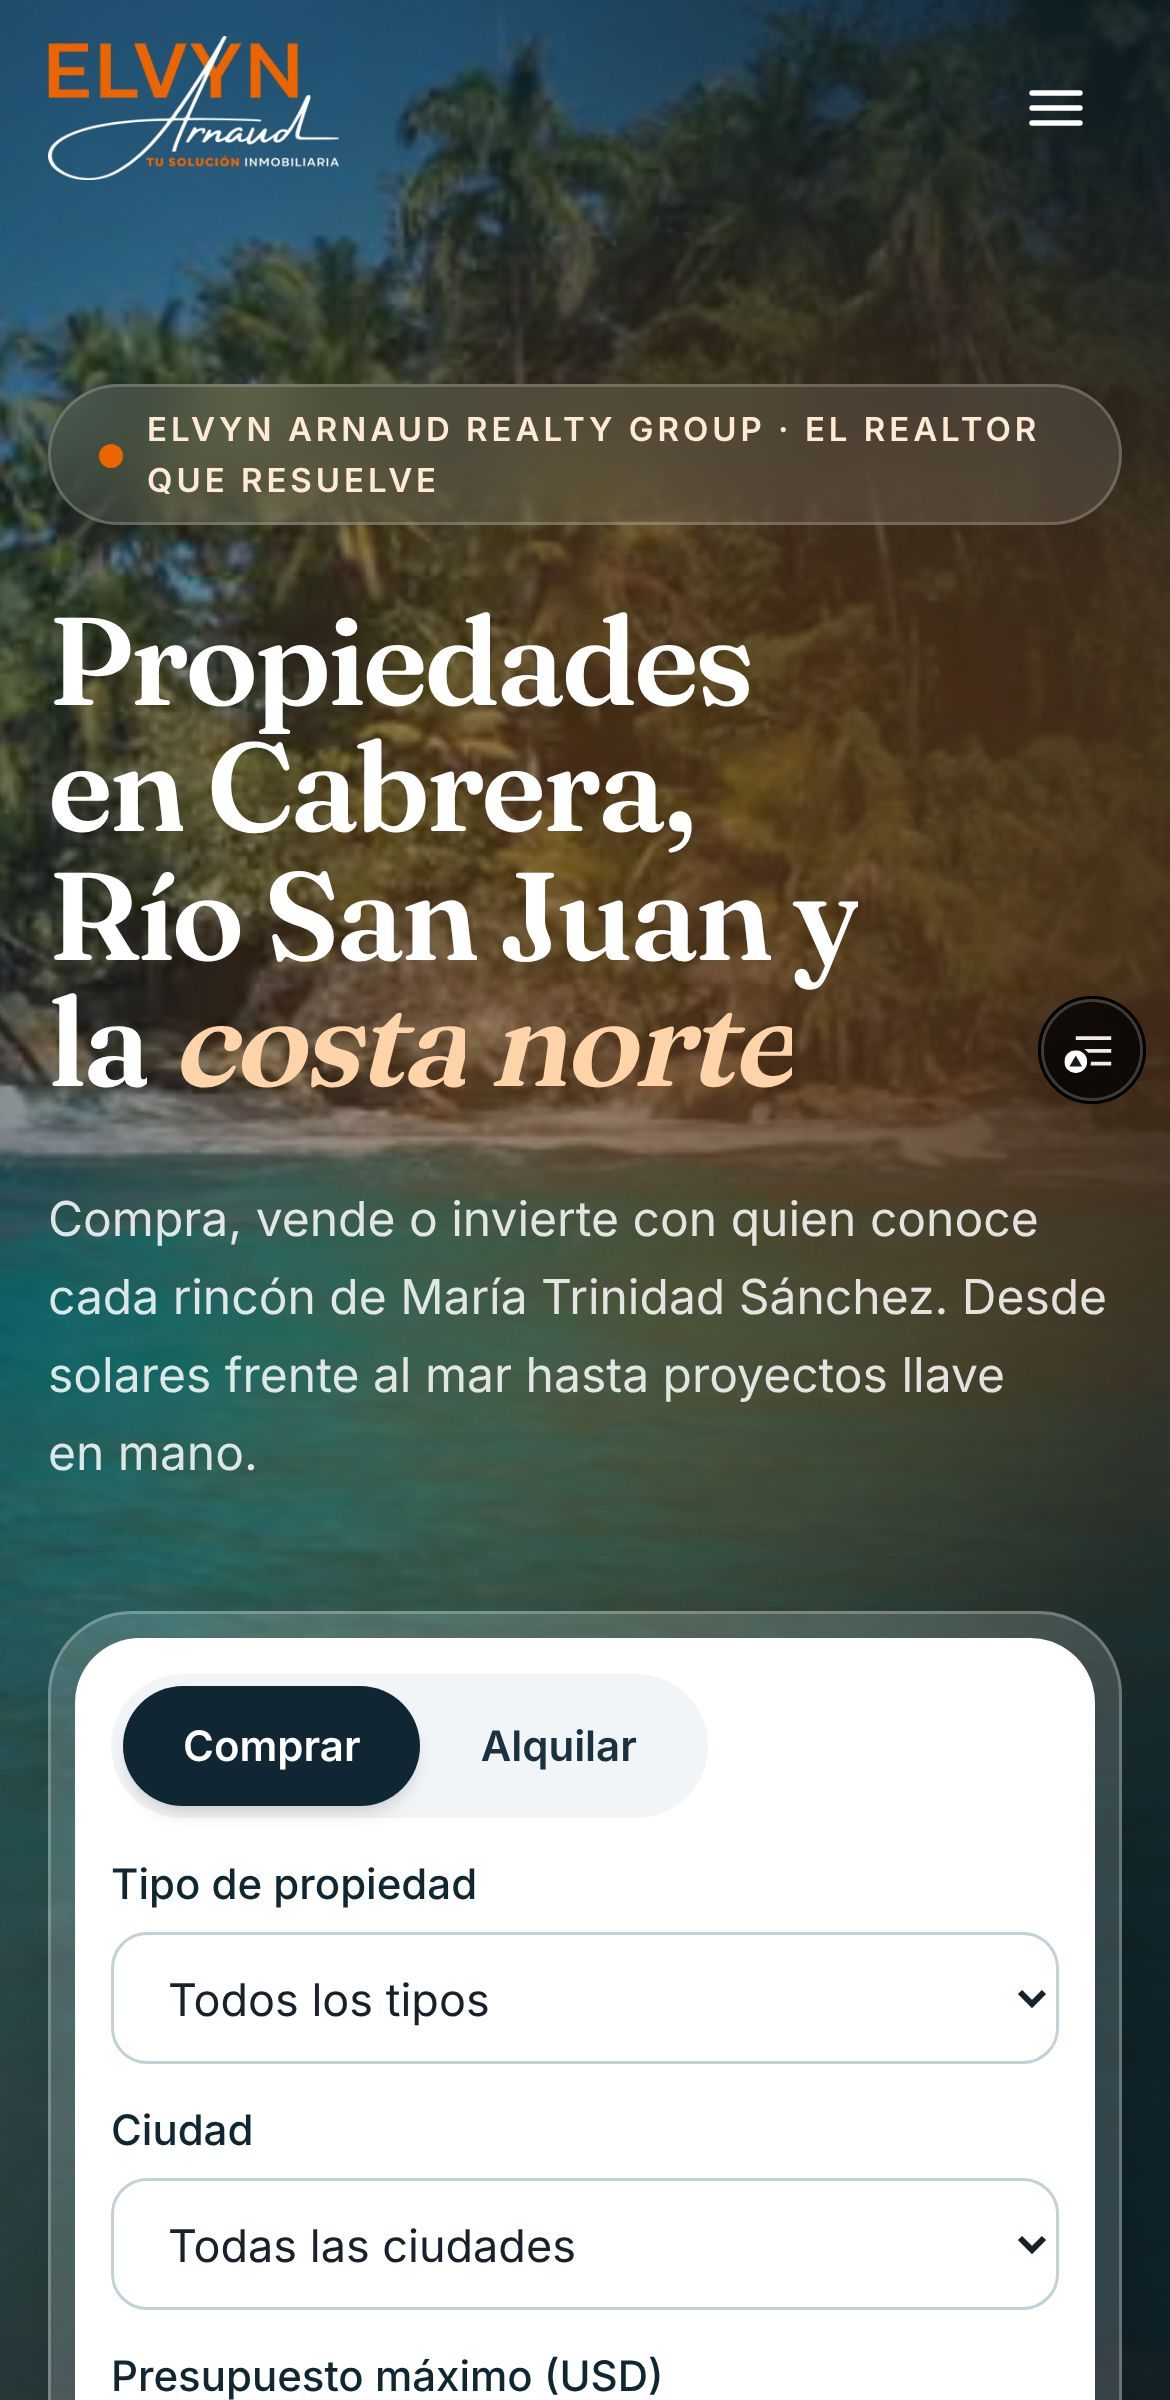 ELVYN
Arnaud
TU SOLUCIÓN INMOBILIARIA
ELVYN ARNAUD REALTY GROUP · EL REALTOR
QUE RESUELVE
Propiedades
en Cabrera,
Río San Juan y
la costa norte
Compra, vende o invierte con quien conoce
cada rincón de María Trinidad Sánchez. Desde
solares frente al mar hasta proyectos llave
en mano.
Comprar Alquilar
Tipo de propiedad
Todos los tipos
Ciudad
Todas las ciudades
Presupuesto máximo (USD)